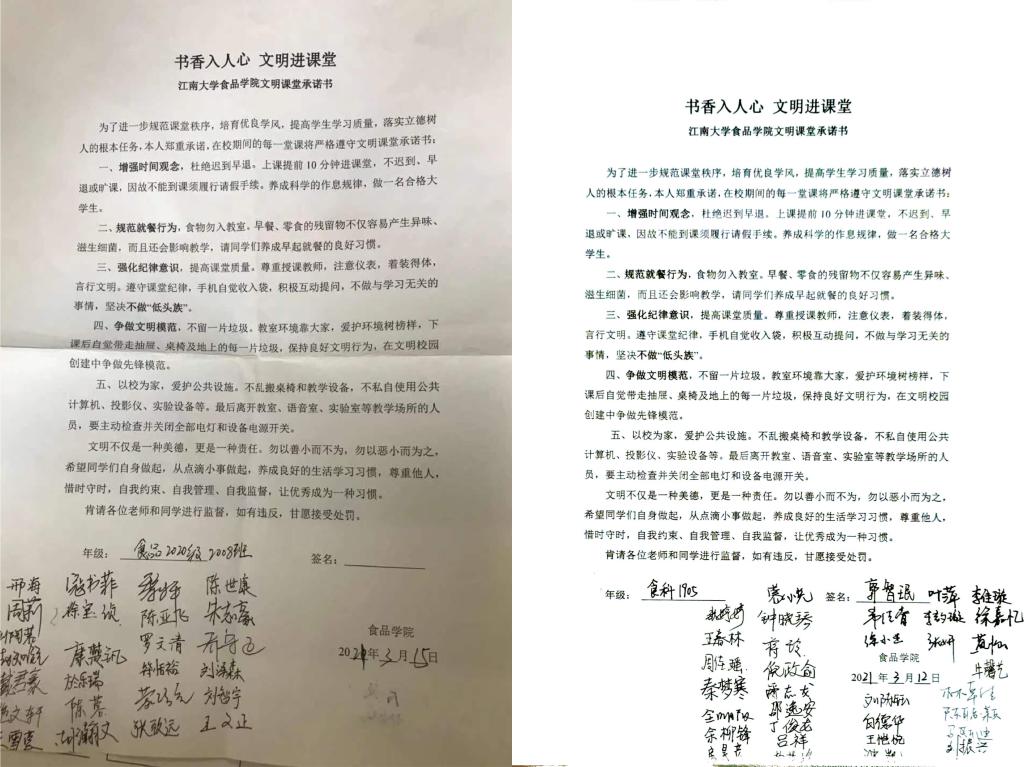 书香入人心 文明进课堂
江南大学食品学院文明课堂承诺书
为了进一步规范课堂秩序，培育优良学风，提高学生学习质量，落实立德树
人的根本任务，本人郑重承诺，在校期间的每一堂课将严格遵守文明课堂承诺书：
一、增强时间观念，杜绝迟到早退。上课提前10分钟进课堂，不迟到、早
退或旷课，因故不能到课须履行请假手续。养成科学的作息规律，做一名合格大
学生。
二、规范就餐行为，食物勿入教室。早餐、零食的残留物不仅容易产生异味、
滋生细菌，而且还会影响教学，请同学们养成早起就餐的良好习惯。
三、强化纪律意识，提高课堂质量。尊重授课教师，注意仪表，着装得体，
言行文明。遵守课堂纪律，手机自觉收入袋，积极互动提问，不做与学习无关的
事情，坚决不做“低头族”。
四、争做文明模范，不留一片垃圾。教室环境靠大家，爱护环境树榜样，下
课后自觉带走抽屉、桌椅及地上的每一片垃圾，保持良好文明行为，在文明校园
创建中争做先锋模范。
五、以校为家，爱护公共设施。不乱搬桌椅和教学设备，不私自使用公共
计算机、投影仪、实验设备等。最后离开教室、语音室、实验室等教学场所的人
员，要主动检查并关闭全部电灯和设备电源开关。
文明不仅是一种美德，更是一种责任。勿以善小而不为，勿以恶小而为之，
希望同学们自身做起，从点滴小事做起，养成良好的生活学习习惯，尊重他人，
惜时守时，自我约束、自我管理、自我监督，让优秀成为一种习惯。
肯请各位老师和同学进行监督，如有违反，甘愿接受处罚。
年级： 食品2020级2008班 签名：
邢海 陈世康
周莉
陈亚飞
罗文清
刘智宇
张致远 王文正
食品学院
2021年3月15日
书香入人心 文明进课堂
江南大学食品学院文明课堂承诺书
为了进一步规范课堂秩序，培育优良学风，提高学生学习质量，落实立德树
人的根本任务，本人郑重承诺，在校期间的每一堂课将严格遵守文明课堂承诺书：
一、增强时间观念，杜绝迟到早退。上课提前10分钟进课堂，不迟到、早
退或旷课，因故不能到课须履行请假手续。养成科学的作息规律，做一名合格大
学生。
二、规范就餐行为，食物勿入教室。早餐、零食的残留物不仅容易产生异味、
滋生细菌，而且还会影响教学，请同学们养成早起就餐的良好习惯。
三、强化纪律意识，提高课堂质量。尊重授课教师，注意仪表，着装得体，
言行文明。遵守课堂纪律，手机自觉收入袋，积极互动提问，不做与学习无关的
事情，坚决不做“低头族”。
四、争做文明模范，不留一片垃圾。教室环境靠大家，爱护环境树榜样，下
课后自觉带走抽屉、桌椅及地上的每一片垃圾，保持良好文明行为，在文明校园
创建中争做先锋模范。
五、以校为家，爱护公共设施。不乱搬桌椅和教学设备，不私自使用公共
计算机、投影仪、实验设备等。最后离开教室、语音室、实验室等教学场所的人
员，要主动检查并关闭全部电灯和设备电源开关。
文明不仅是一种美德，更是一种责任。勿以善小而不为，勿以恶小而为之，
希望同学们自身做起，从点滴小事做起，养成良好的生活学习习惯，尊重他人，
惜时守时，自我约束、自我管理、自我监督，让优秀成为一种习惯。
肯请各位老师和同学进行监督，如有违反，甘愿接受处罚。
年级： 食科1905 签名： 郭智珉 叶萍
钟晓琴 徐嘉忆
王春林 张妍
秦梦寒 倪政合
余柳锋
吕祥
食品学院
2021年3月12日